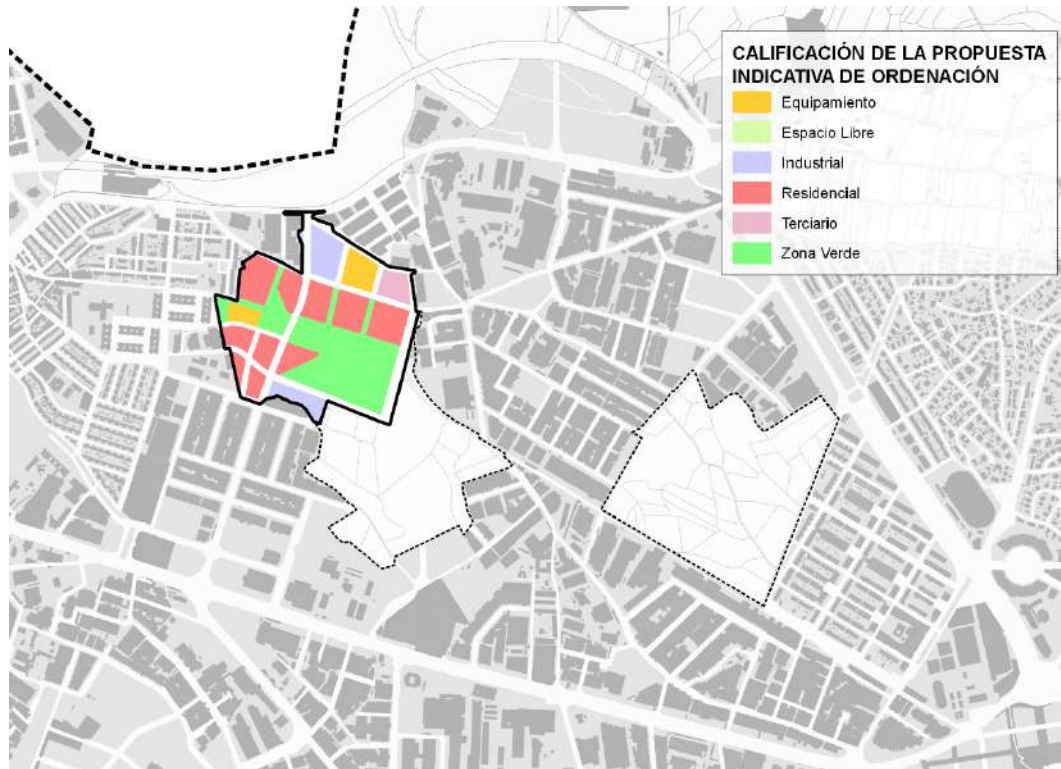 CALIFICACIÓN DE LA PROPUESTA
INDICATIVA DE ORDENACIÓN
Equipamiento
Espacio Libre
Industrial
Residencial
Terciario
Zona Verde